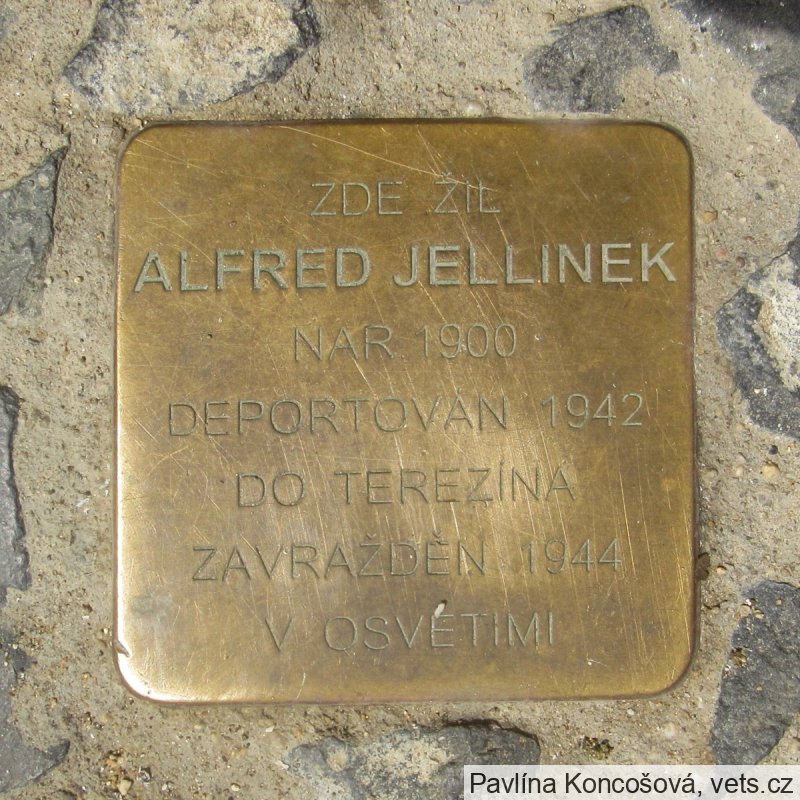 ZDE ŽIL
ALFRED JELLINEK
NAR 1900
DEPORTOVÁN 1942
DO TEREZÍNA
ZAVRAŽDĚN 1944
V OSVĚTIMI
Pavlína Koncošová, vets.cz